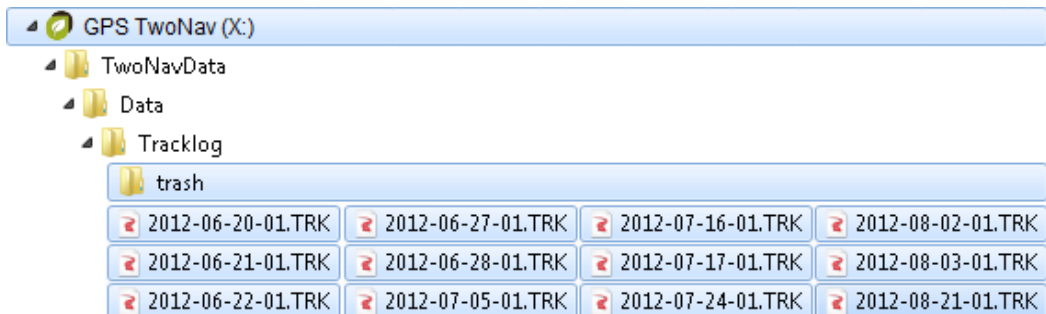 GPS TwoNav (X:)
TwoNavData
Data
Tracklog
trash
2012-06-20-01.TRK 2012-06-27-01.TRK 2012-07-16-01.TRK 2012-08-02-01.TRK
2012-06-21-01.TRK 2012-06-28-01.TRK 2012-07-17-01.TRK 2012-08-03-01.TRK
2012-06-22-01.TRK 2012-07-05-01.TRK 2012-07-24-01.TRK 2012-08-21-01.TRK